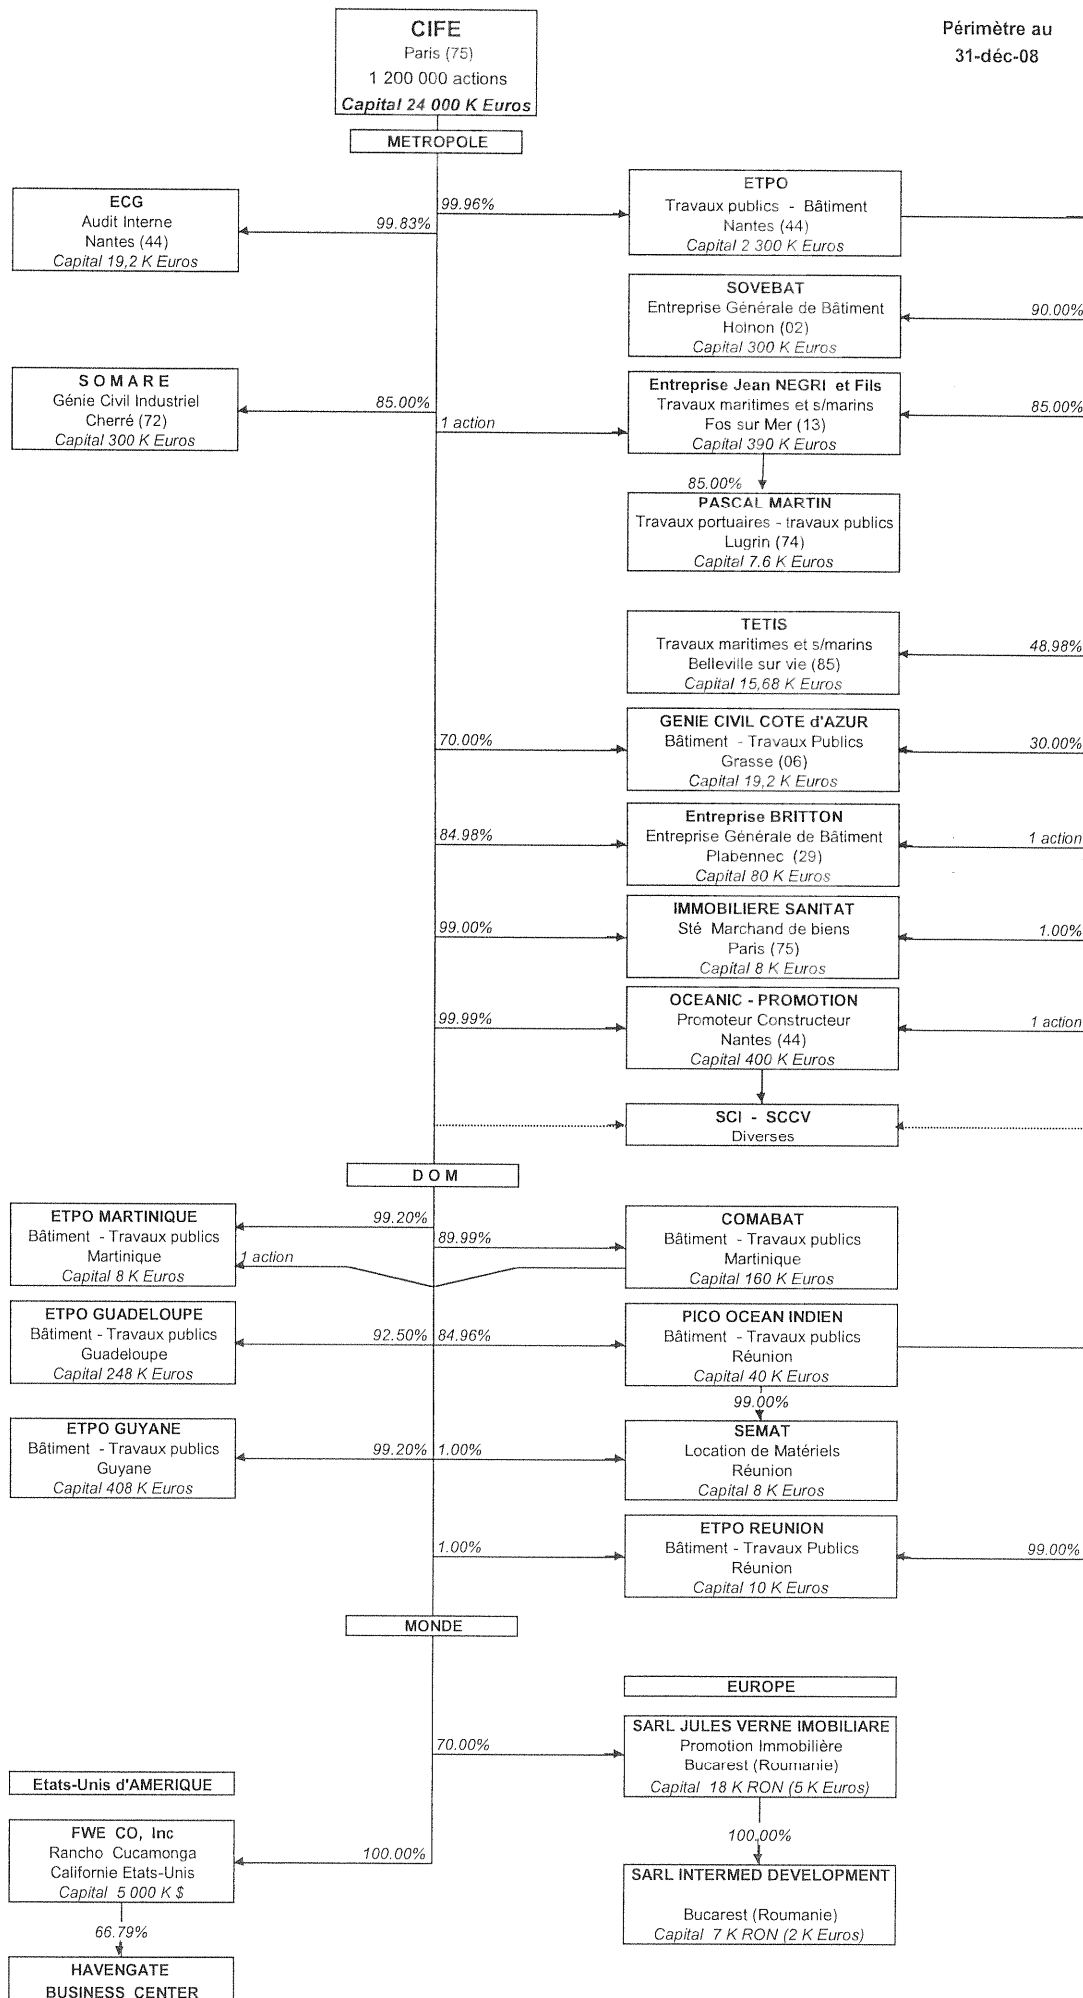 CIFE
Paris (75)
1 200 000 actions
Capital 24 000 K Euros
Périmètre au
31-déc-08
METROPOLE
ECG
Audit Interne
Nantes (44)
Capital 19,2 K Euros
99.83%
99.96%
ETPO
Travaux publics - Bâtiment
Nantes (44)
Capital 2 300 K Euros
SOVEBAT
Entreprise Générale de Bâtiment
Holnon (02)
Capital 300 K Euros
90.00%
S O M A R E
Génie Civil Industriel
Cherré (72)
Capital 300 K Euros
85.00%
1 action
Entreprise Jean NEGRI et Fils
Travaux maritimes et s/marins
Fos sur Mer (13)
Capital 390 K Euros
85.00%
85.00%
PASCAL MARTIN
Travaux portuaires - travaux publics
Lugrin (74)
Capital 7.6 K Euros
TETIS
Travaux maritimes et s/marins
Belleville sur vie (85)
Capital 15,68 K Euros
48.98%
70.00%
GENIE CIVIL COTE d'AZUR
Bâtiment - Travaux Publics
Grasse (06)
Capital 19,2 K Euros
30.00%
84.98%
Entreprise BRITTON
Entreprise Générale de Bâtiment
Plabennec (29)
Capital 80 K Euros
1 action
99.00%
IMMOBILIERE SANITAT
Sté Marchand de biens
Paris (75)
Capital 8 K Euros
1.00%
99.99%
OCEANIC - PROMOTION
Promoteur Constructeur
Nantes (44)
Capital 400 K Euros
1 action
SCI - SCCV
Diverses
D O M
ETPO MARTINIQUE
Bâtiment - Travaux publics
Martinique
Capital 8 K Euros
99.20%
1 action
89.99%
COMABAT
Bâtiment - Travaux publics
Martinique
Capital 160 K Euros
ETPO GUADELOUPE
Bâtiment - Travaux publics
Guadeloupe
Capital 248 K Euros
92.50%
84.96%
PICO OCEAN INDIEN
Bâtiment - Travaux publics
Réunion
Capital 40 K Euros
99.00%
ETPO GUYANE
Bâtiment - Travaux publics
Guyane
Capital 408 K Euros
99.20%
1.00%
SEMAT
Location de Matériels
Réunion
Capital 8 K Euros
1.00%
ETPO REUNION
Bâtiment - Travaux Publics
Réunion
Capital 10 K Euros
99.00%
MONDE
EUROPE
70.00%
SARL JULES VERNE IMOBILIARE
Promotion Immobilière
Bucarest (Roumanie)
Capital 18 K RON (5 K Euros)
100.00%
SARL INTERMED DEVELOPMENT
Bucarest (Roumanie)
Capital 7 K RON (2 K Euros)
Etats-Unis d'AMERIQUE
FWE CO, Inc
Rancho Cucamonga
Californie Etats-Unis
Capital 5 000 K $
100.00%
66.79%
HAVENGATE
BUSINESS CENTER